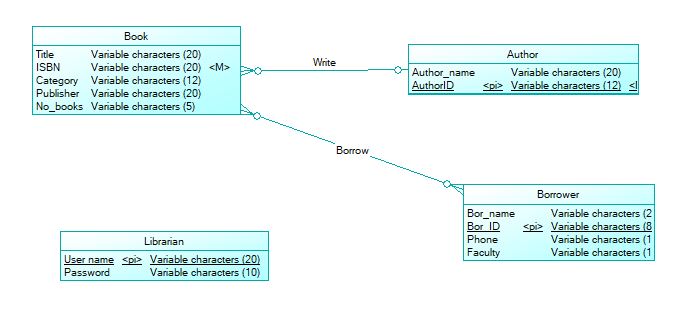 Book
Title Variable characters (20)
ISBN Variable characters (20) <M>
Category Variable characters (12)
Publisher Variable characters (20)
No_books Variable characters (5)
Write
Author
Author_name Variable characters (20)
AuthorID <pi> Variable characters (12) <
Borrow
Borrower
Bor_name Variable characters (2
Bor_ID <pi> Variable characters (8
Phone Variable characters (1
Faculty Variable characters (1
Librarian
User name <pi> Variable characters (20)
Password Variable characters (10)